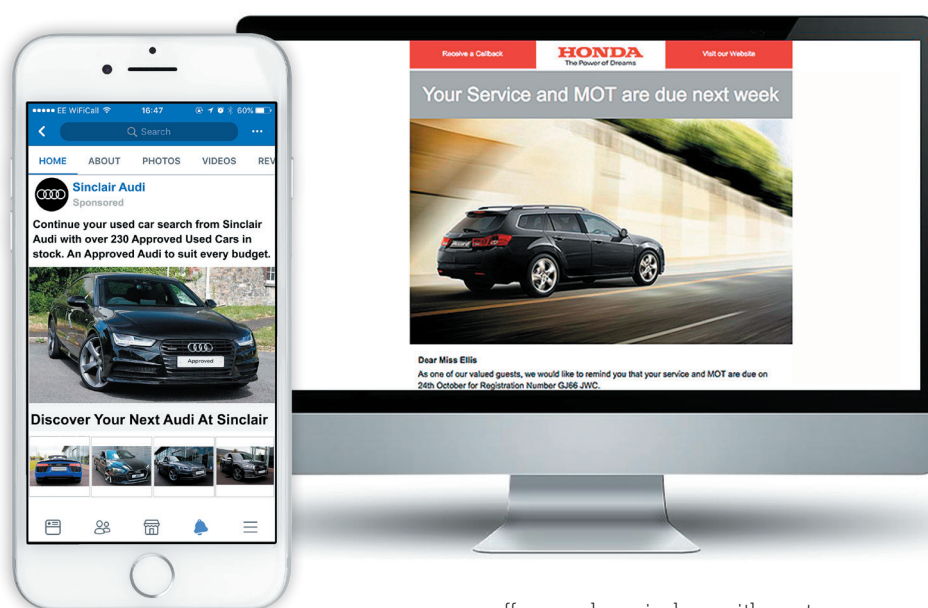 EE WiFiCall 16:47 60%
Search
HOME ABOUT PHOTOS VIDEOS REV
Sinclair Audi
Sponsored
Continue your used car search from Sinclair
Audi with over 230 Approved Used Cars in
stock. An Approved Audi to suit every budget.
Approved
Discover Your Next Audi At Sinclair
Receive a Callback
HONDA
The Power of Dreams
Visit our Website
Your Service and MOT are due next week
Dear Miss Ellis
As one of our valued guests, we would like to remind you that your service and MOT are due on
24th October for Registration Number GJ66 JWC.